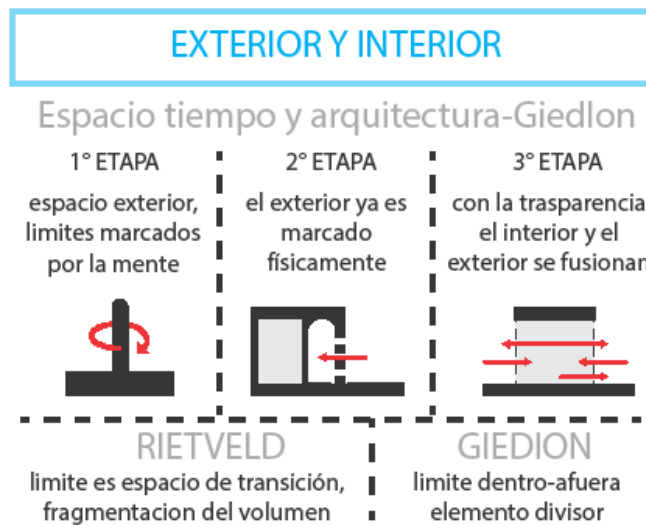 EXTERIOR Y INTERIOR
Espacio tiempo y arquitectura-GiedIon
1° ETAPA
espacio exterior,
limites marcados
por la mente
2° ETAPA
el exterior ya es
marcado
físicamente
3° ETAPA
con la trasparencia
el interior y el
exterior se fusionan
RIETVELD
limite es espacio de transición,
fragmentacion del volumen
GIEDION
limite dentro-afuera
elemento divisor